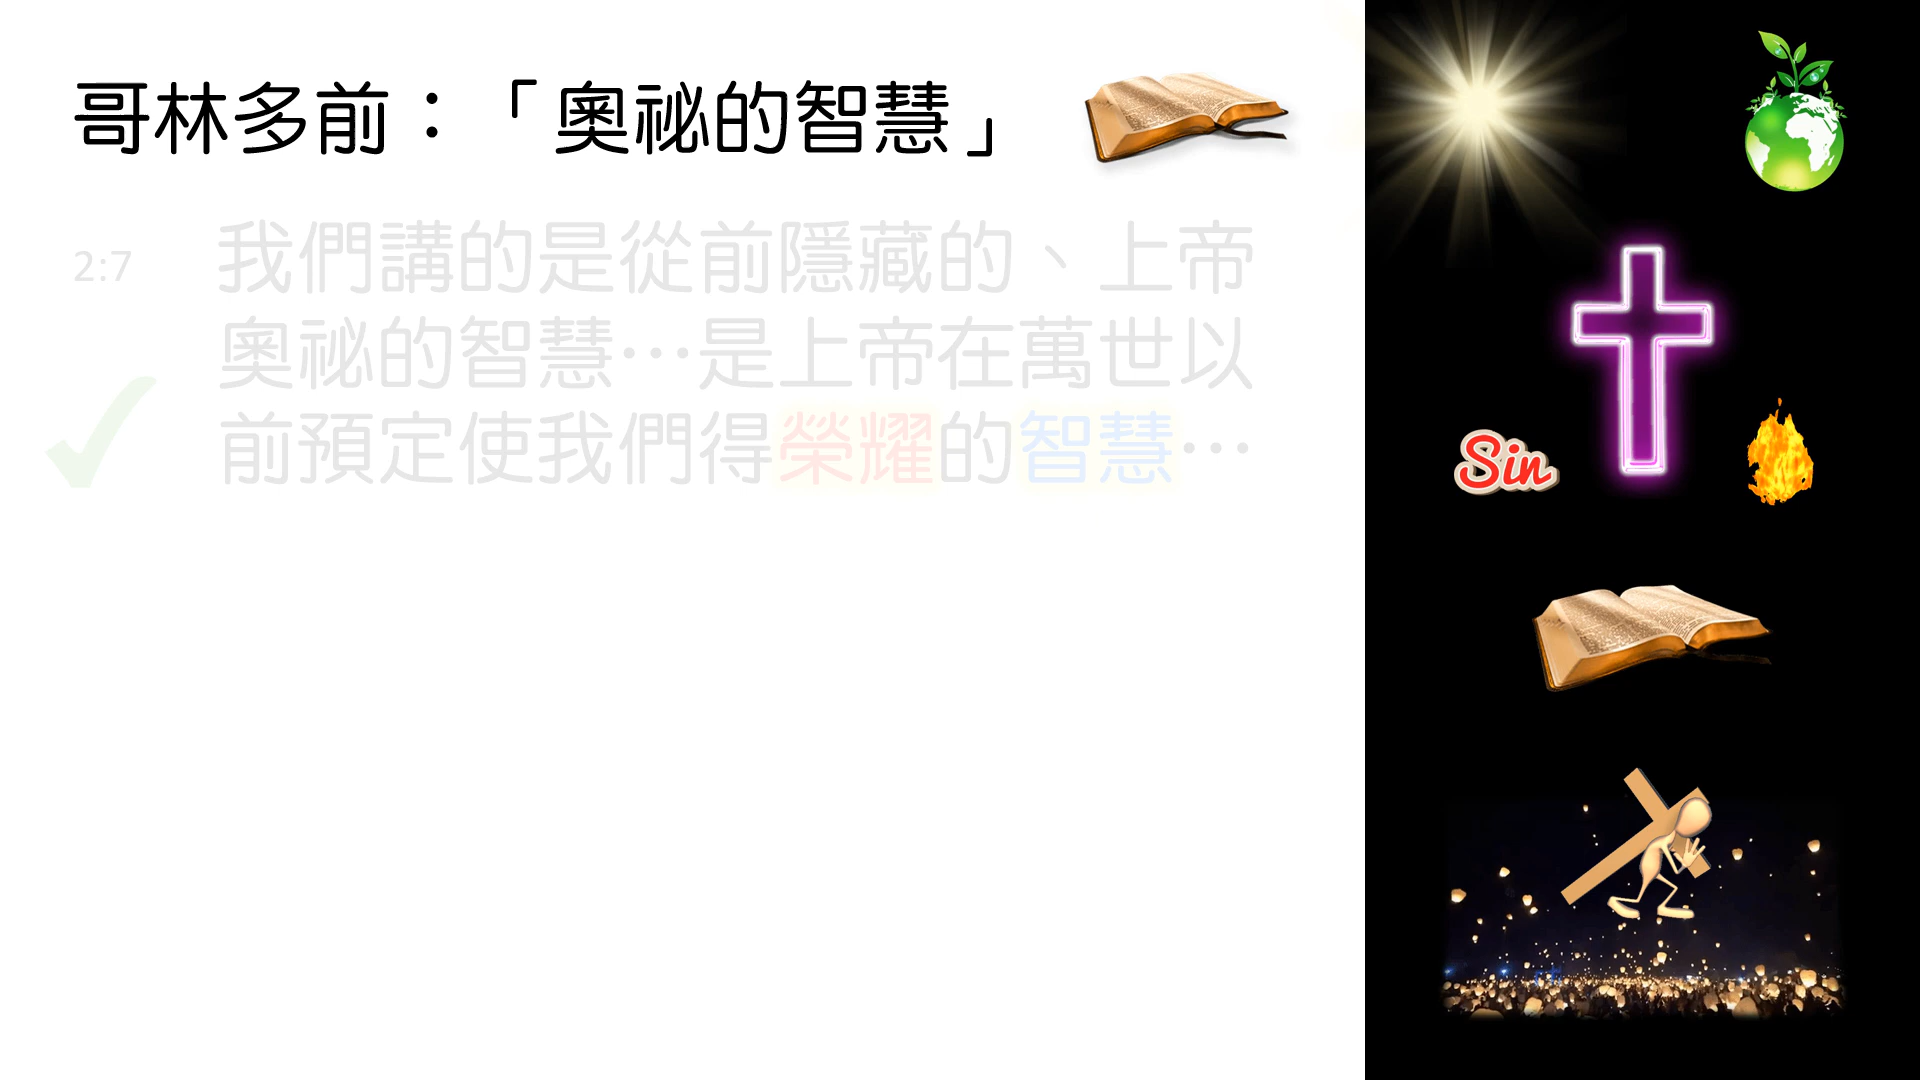 哥林多前：「奧祕的智慧」
2:7 我們講的是從前隱藏的、上帝
奧祕的智慧…是上帝在萬世以
前預定使我們得榮耀的智慧…
Sin